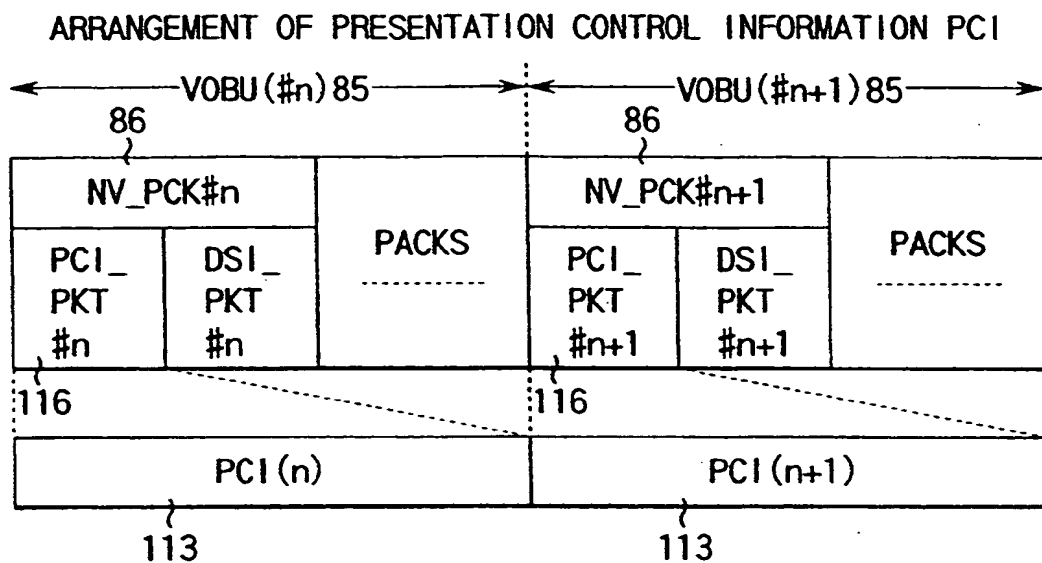 ARRANGEMENT OF PRESENTATION CONTROL INFORMATION PCI
VOBU(#n)85
VOBU(#n+1)85
86
86
NV_PCK#n
PACKS
NV_PCK#n+1
PACKS
PCI_
PKT
#n
DSI_
PKT
#n
PCI_
PKT
#n+1
DSI_
PKT
#n+1
116
116
PCI(n)
PCI(n+1)
113
113